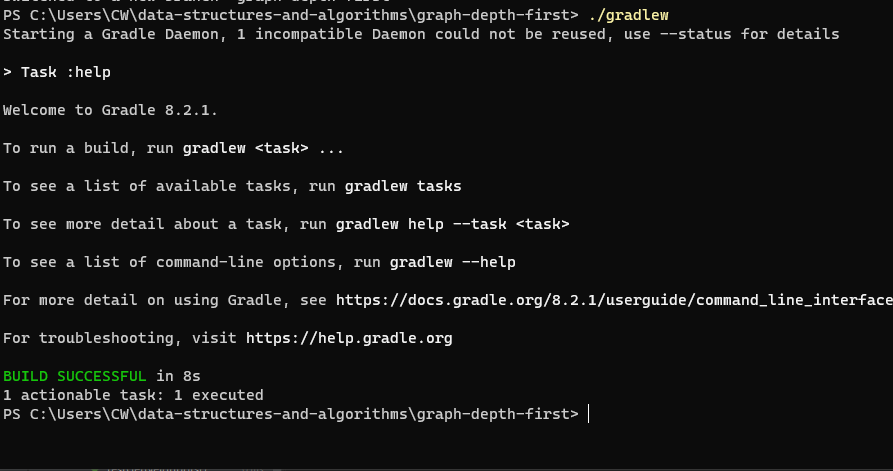 PS C:\Users\CW\data-structures-and-algorithms\graph-depth-first> ./gradlew
Starting a Gradle Daemon, 1 incompatible Daemon could not be reused, use --status for details
> Task :help
Welcome to Gradle 8.2.1.
To run a build, run gradlew <task> ...
To see a list of available tasks, run gradlew tasks
To see more detail about a task, run gradlew help --task <task>
To see a list of command-line options, run gradlew --help
For more detail on using Gradle, see https://docs.gradle.org/8.2.1/userguide/command_line_interface
For troubleshooting, visit https://help.gradle.org
BUILD SUCCESSFUL in 8s
1 actionable task: 1 executed
PS C:\Users\CW\data-structures-and-algorithms\graph-depth-first>